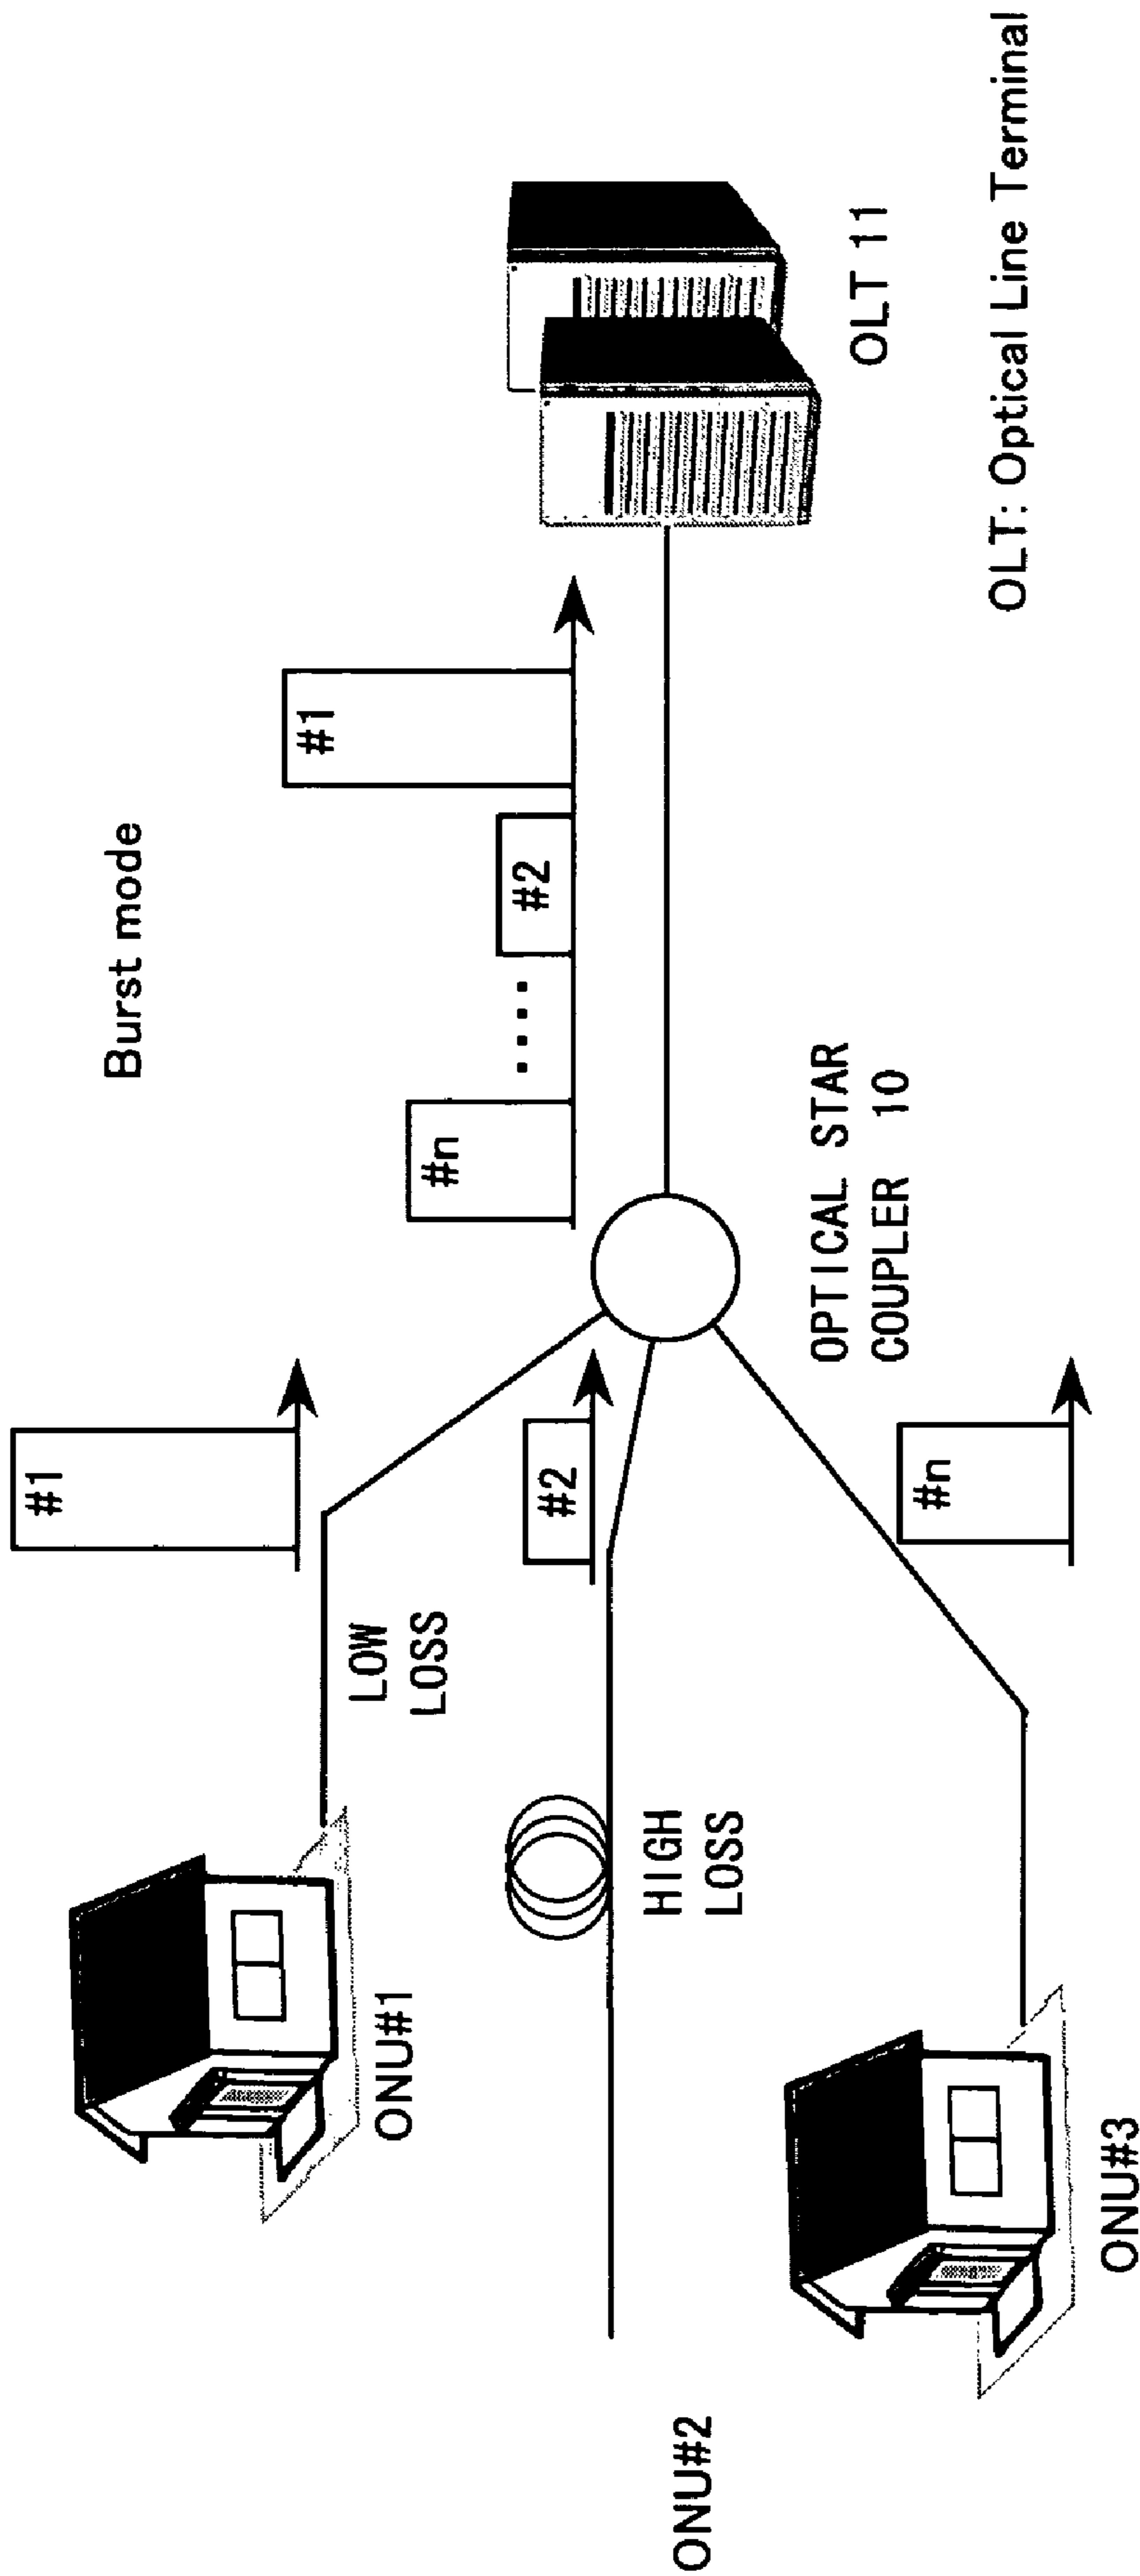 Burst mode
#1
#1
#2
#n
LOW
LOSS
ONU#1
#2
HIGH
LOSS
OPTICAL STAR
COUPLER 10
OLT 11
ONU#2
#n
ONU#3
OLT: Optical Line Terminal